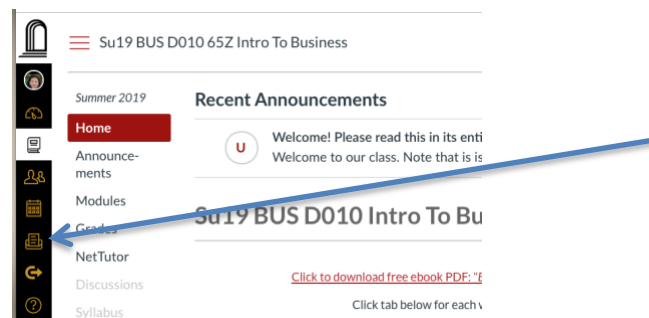 Su19 BUS D010 65Z Intro To Business
Summer 2019
Home
Announce-
ments
Modules
Grades
NetTutor
Discussions
Syllabus
Recent Announcements
U
Welcome! Please read this in its enti
Welcome to our class. Note that is is
Su19 BUS D010 Intro To Bu
Click to download free ebook PDF: "E
Click tab below for each w
?